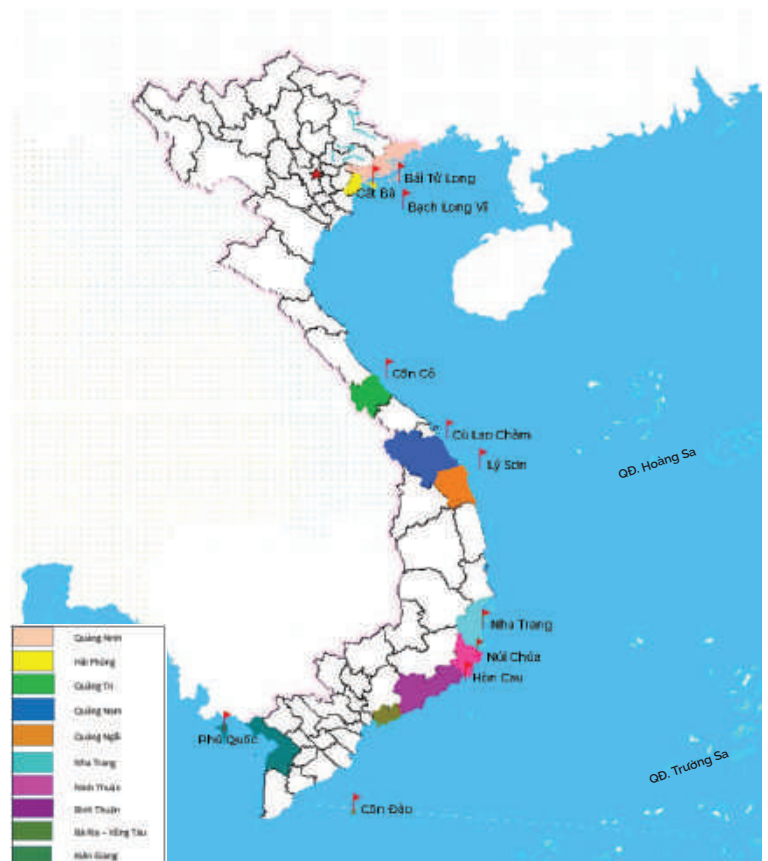 Bái Tử Long
Cát Bà
Bạch Long Vĩ
Cồn Cỏ
Cù Lao Chàm
Lý Sơn
QĐ. Hoàng Sa
Nha Trang
Núi Chúa
Hòn Cau
Phú Quốc
QĐ. Trường Sa
Côn Đảo
Quảng Ninh
Hải Phòng
Quảng Trị
Quảng Nam
Quảng Ngãi
Nha Trang
Ninh Thuận
Bình Thuận
Bà Rịa - Vũng Tàu
Kiên Giang